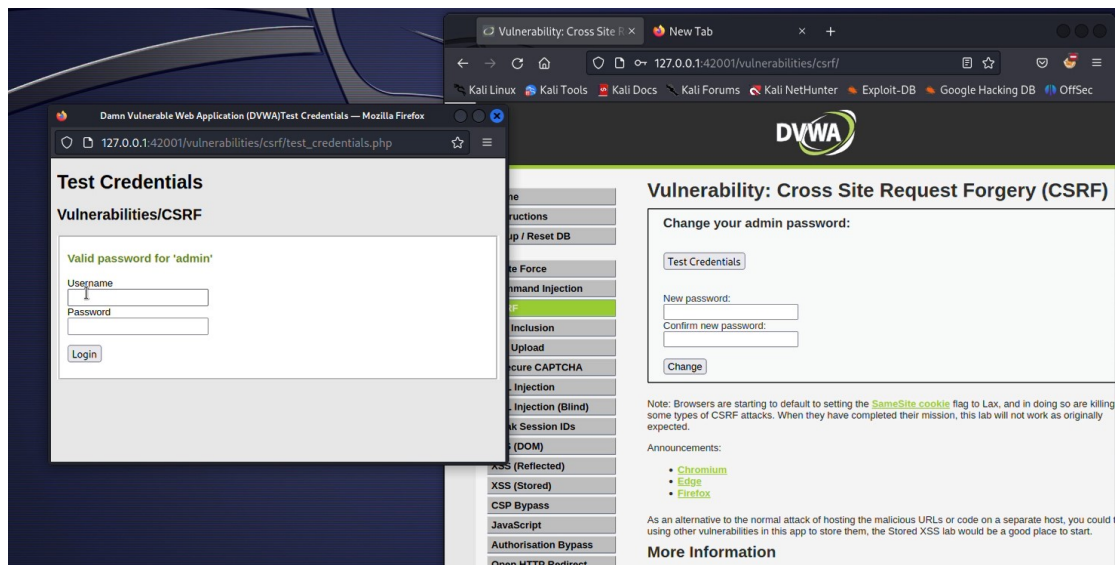 Damn Vulnerable Web Application (DVWA)Test Credentials — Mozilla Firefox
127.0.0.1:42001/vulnerabilities/csrf/test_credentials.php
Test Credentials
Vulnerabilities/CSRF
Valid password for 'admin'
Username
Password
Login
Vulnerability: Cross Site
New Tab
127.0.0.1:42001/vulnerabilities/csrf/
Kali Linux Kali Tools Kali Docs Kali Forums Kali NetHunter Exploit-DB Google Hacking DB OffSec
DVWA
Reset DB
Force
Injection
Inclusion
Upload
CAPTCHA
Injection
Injection (Blind)
Session IDs
(DOM)
XSS (Reflected)
XSS (Stored)
CSP Bypass
JavaScript
Authorisation Bypass
Open HTTP Redirect
Vulnerability: Cross Site Request Forgery (CSRF)
Change your admin password:
Test Credentials
New password:
Confirm new password:
Change
Note: Browsers are starting to default to setting the SameSite cookie flag to Lax, and in doing so are killing
some types of CSRF attacks. When they have completed their mission, this lab will not work as originally
expected.
Announcements:
Chromium
Edge
Firefox
As an alternative to the normal attack of hosting the malicious URLs or code on a separate host, you could
using other vulnerabilities in this app to store them, the Stored XSS lab would be a good place to start.
More Information